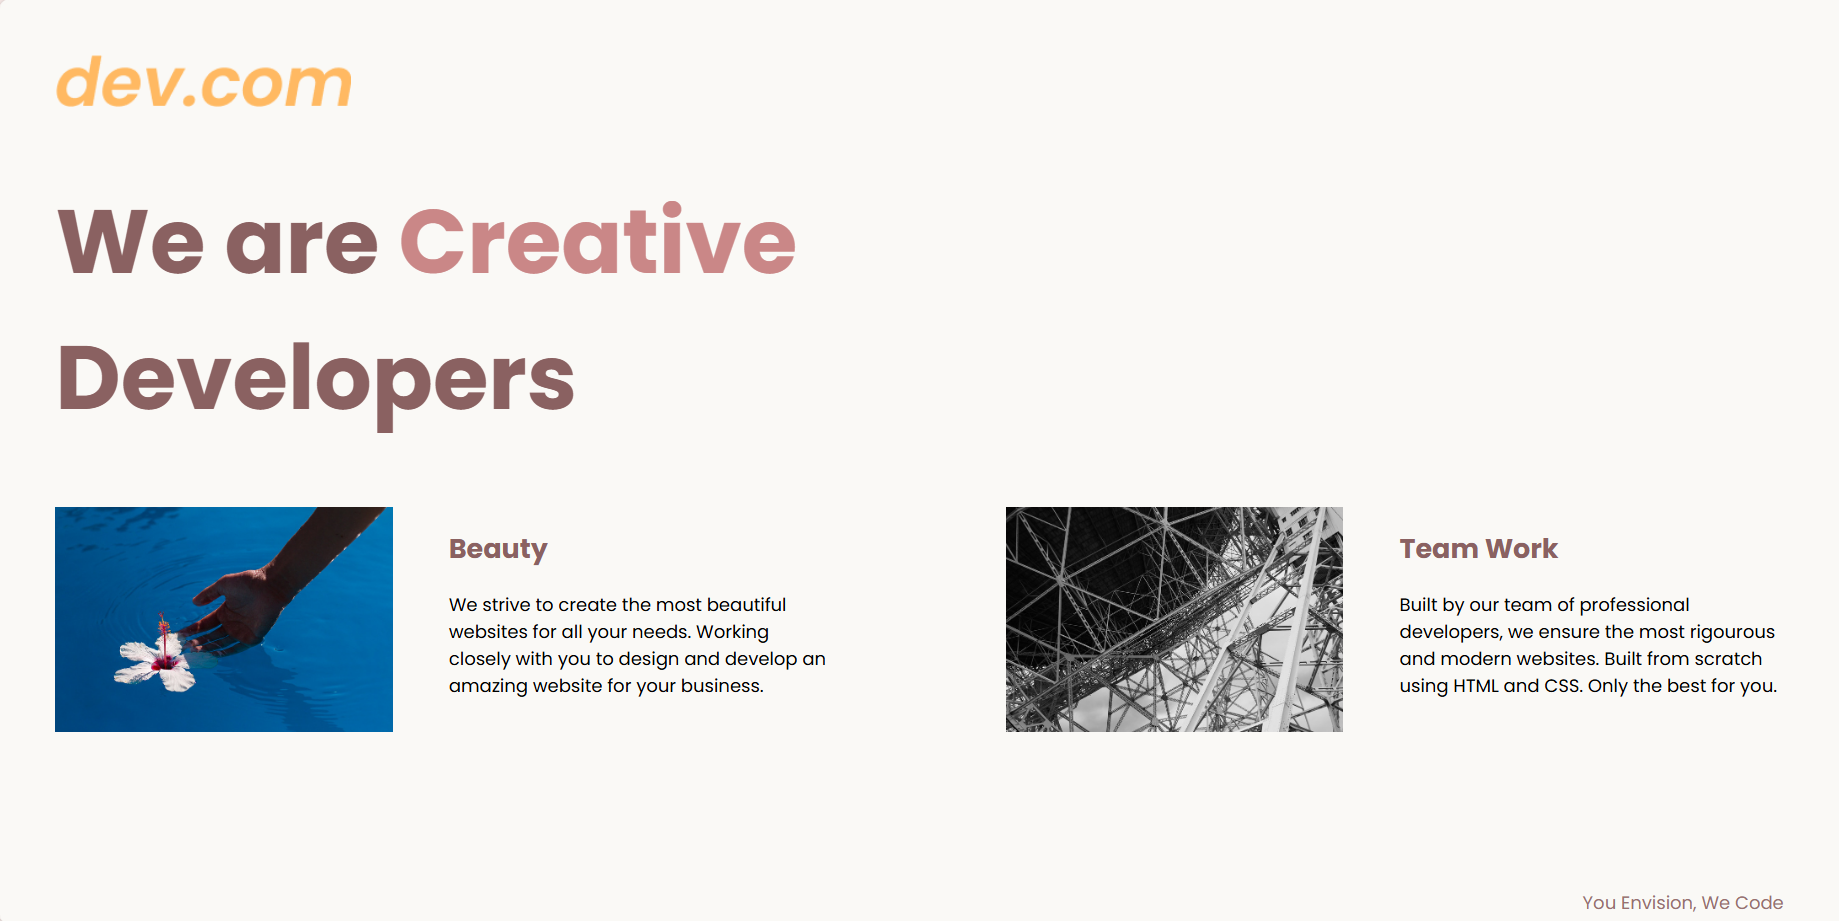 dev.com
We are Creative
Developers
Beauty
We strive to create the most beautiful
websites for all your needs. Working
closely with you to design and develop an
amazing website for your business.
Team Work
Built by our team of professional
developers, we ensure the most rigourous
and modern websites. Built from scratch
using HTML and CSS. Only the best for you.
You Envision, We Code